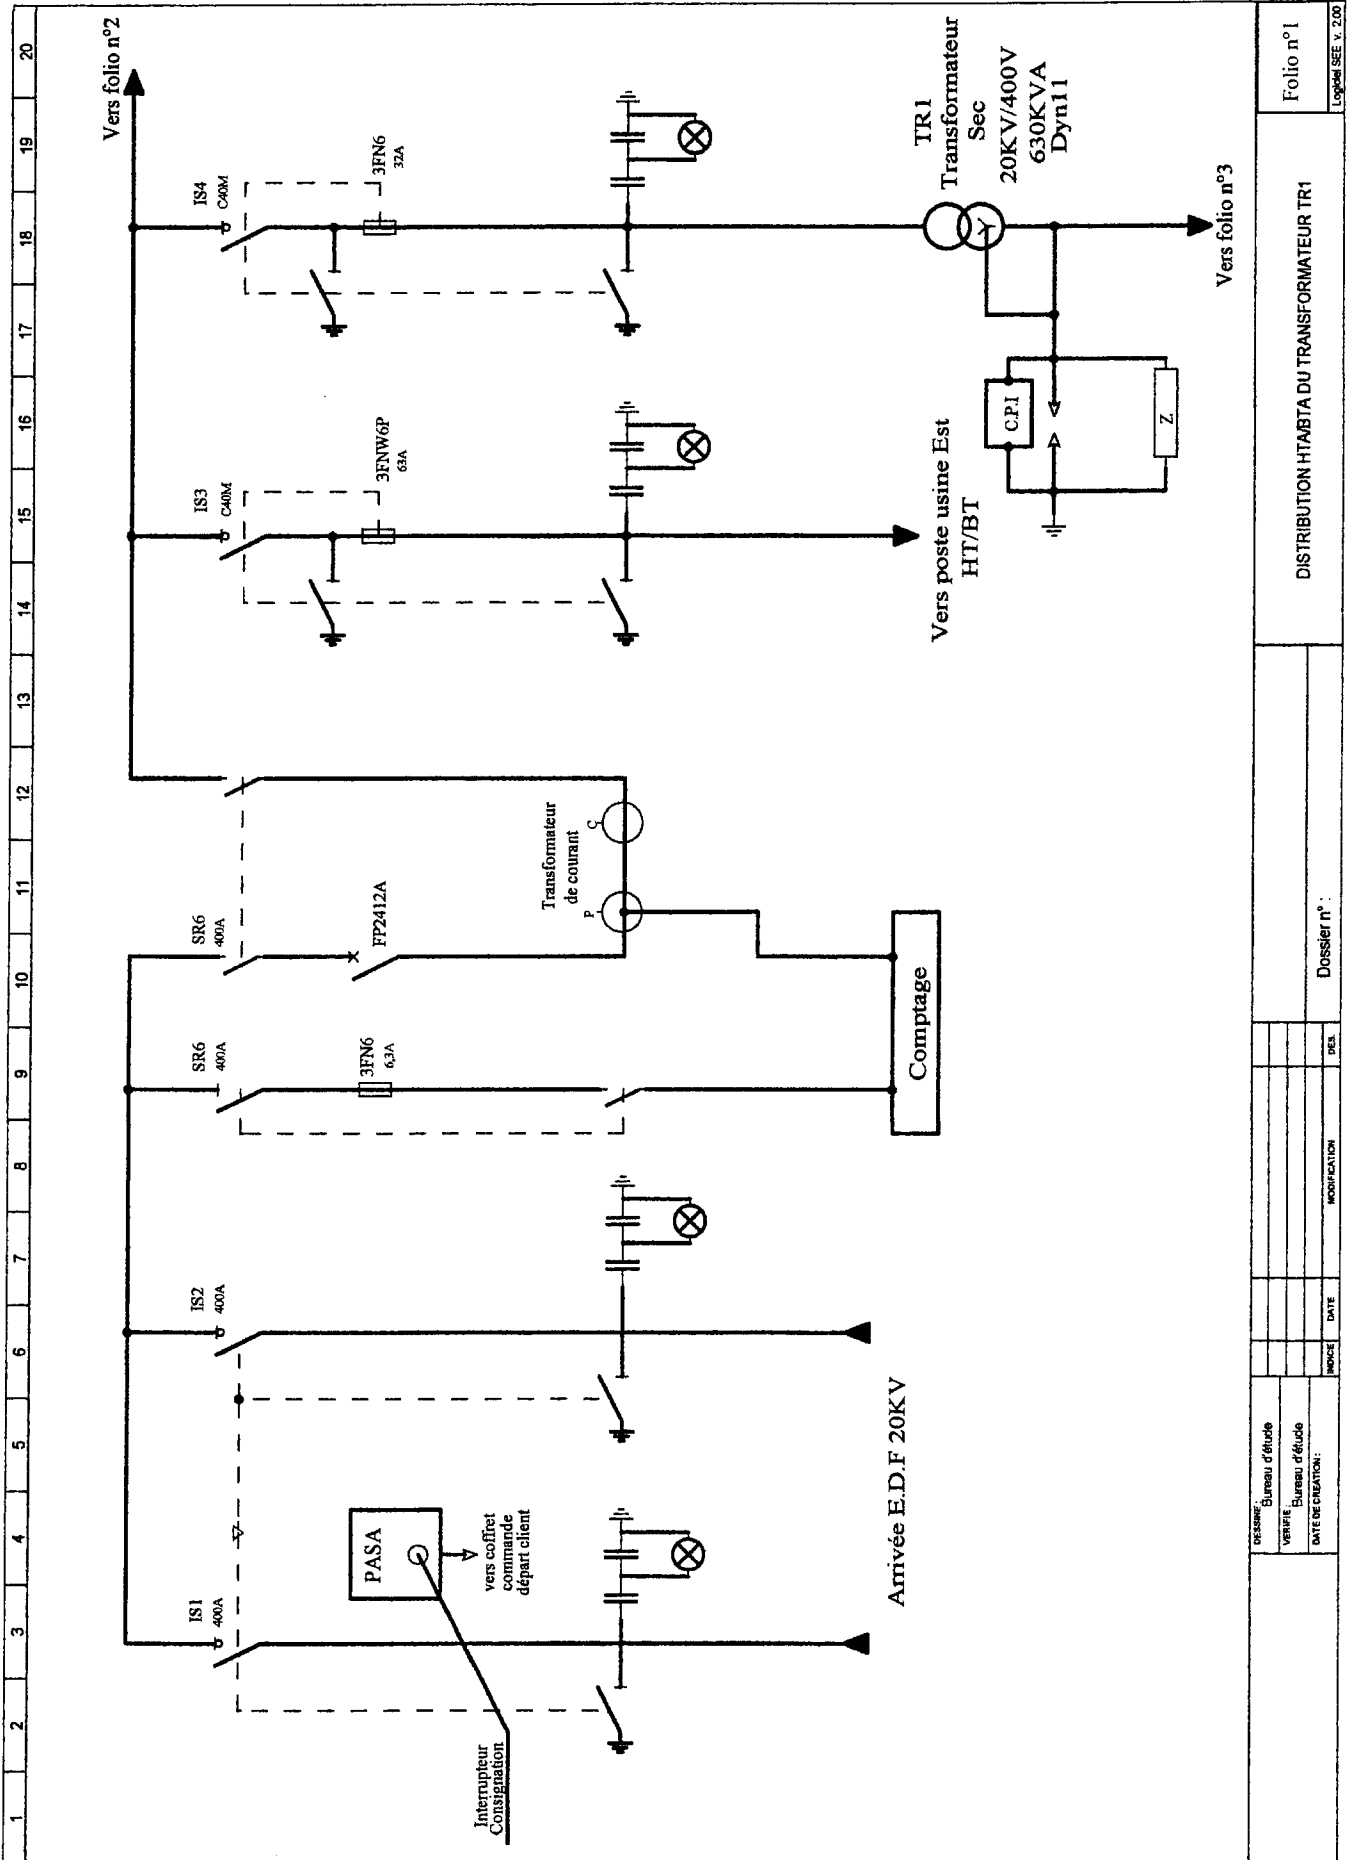 1 2 3 4 5 6 7 8 9 10 11 12 13 14 15 16 17 18 19 20
Vers folio n°2
IS1
400A
IS2
400A
SR6
400A
SR6
400A
IS3
C40M
IS4
C40M
PASA
vers coffret
commande
départ client
Interrupteur
Consignation
3FN6
6,3A
FP2412A
Transformateur
de courant
P
C
3FNW6P
63A
3FN6
32A
Arrivée E.D.F 20KV
Comptage
Vers poste usine Est
HT/BT
TR1
Transformateur
Sec
20KV/400V
630KVA
Dyn11
C.P.I
Z
Vers folio n°3
DESSINE:
Bureau d'étude
VERIFIE:
Bureau d'étude
DATE DE CREATION:
INDICE
DATE
MODIFICATION
DES.
Dossier n° :
DISTRIBUTION HTA/BTA DU TRANSFORMATEUR TR1
Folio n°1
Logiciel SEE v. 2.00